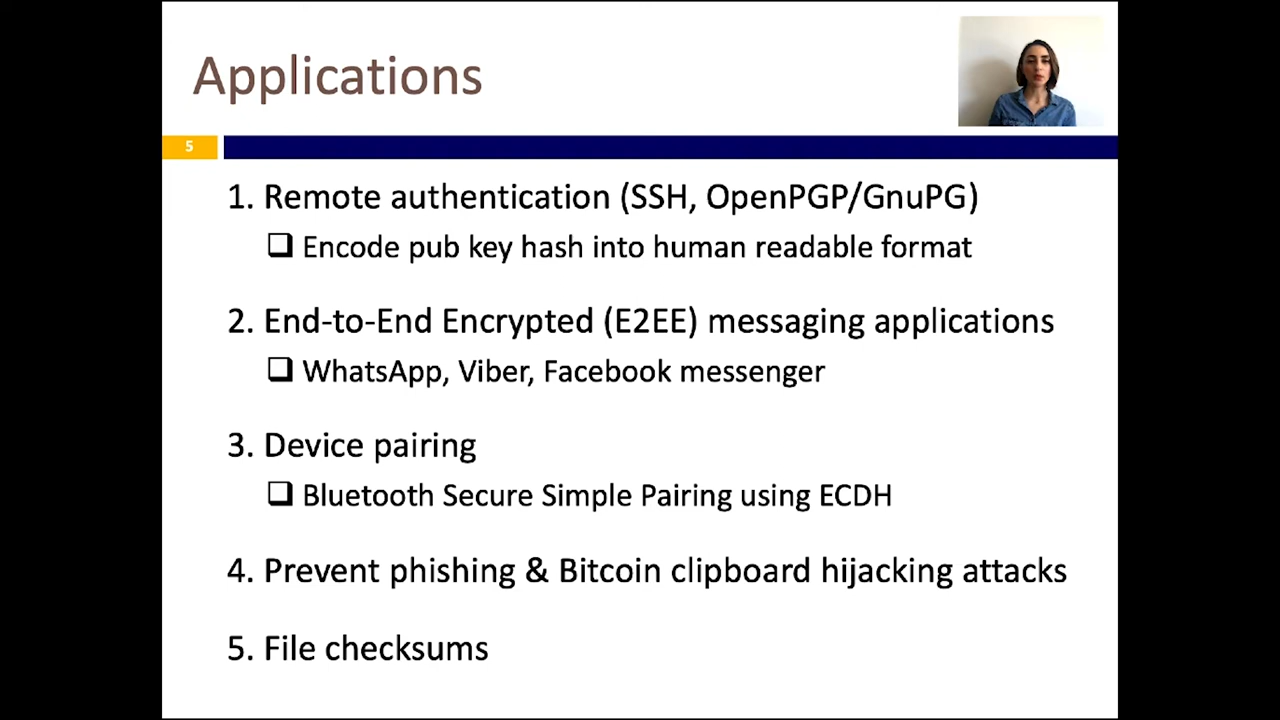 Applications
5
1. Remote authentication (SSH, OpenPGP/GnuPG)
❑ Encode pub key hash into human readable format
2. End-to-End Encrypted (E2EE) messaging applications
❑ WhatsApp, Viber, Facebook messenger
3. Device pairing
❑ Bluetooth Secure Simple Pairing using ECDH
4. Prevent phishing & Bitcoin clipboard hijacking attacks
5. File checksums